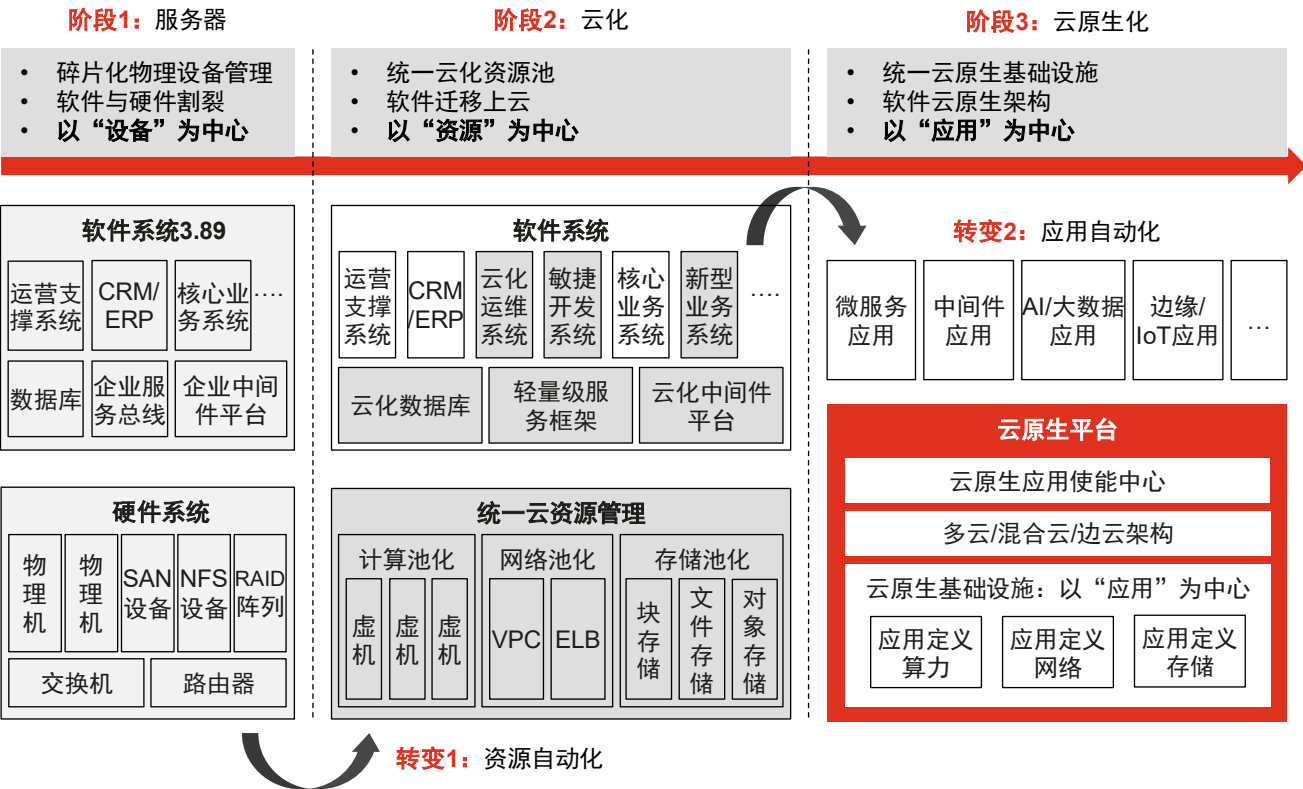 阶段1：服务器
• 碎片化物理设备管理
• 软件与硬件割裂
• 以“设备”为中心
阶段2：云化
• 统一云化资源池
• 软件迁移上云
• 以“资源”为中心
阶段3：云原生化
• 统一云原生基础设施
• 软件云原生架构
• 以“应用”为中心
软件系统3.89
运营支
撑系统
CRM/
ERP
核心业
务系统
....
数据库
企业服
务总线
企业中间
件平台
硬件系统
物
理
机
物
理
机
SAN
设备
NFS
设备
RAID
阵列
交换机
路由器
转变1：资源自动化
软件系统
运营
支撑
系统
CRM
/ERP
云化
运维
系统
敏捷
开发
系统
核心
业务
系统
新型
业务
系统
....
云化数据库
轻量级服
务框架
云化中间件
平台
统一云资源管理
计算池化
虚
机
虚
机
虚
机
网络池化
VPC
ELB
存储池化
块
存
储
文
件
存
储
对
象
存
储
转变2：应用自动化
微服务
应用
中间件
应用
AI/大数据
应用
边缘/
IoT应用
...
云原生平台
云原生应用使能中心
多云/混合云/边云架构
云原生基础设施：以“应用”为中心
应用定义
算力
应用定义
网络
应用定义
存储